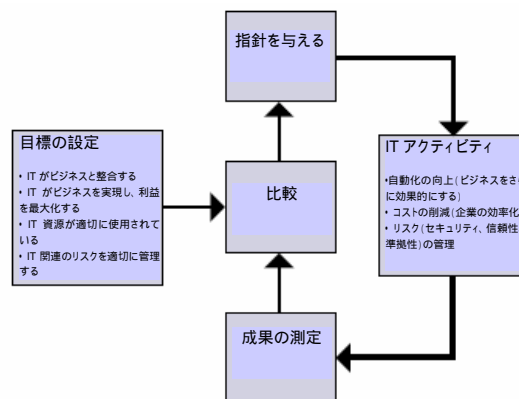 指針を与える
目標の設定
• IT がビジネスと整合する
• IT がビジネスを実現し、利益
を最大化する
• IT 資源が適切に使用されて
いる
• IT 関連のリスクを適切に管理
する
比較
IT アクティビティ
•自動化の向上(ビジネスをさ
に効果的にする)
• コストの削減(企業の効率化
• リスク(セキュリティ、信頼性
準拠性)の管理
成果の測定